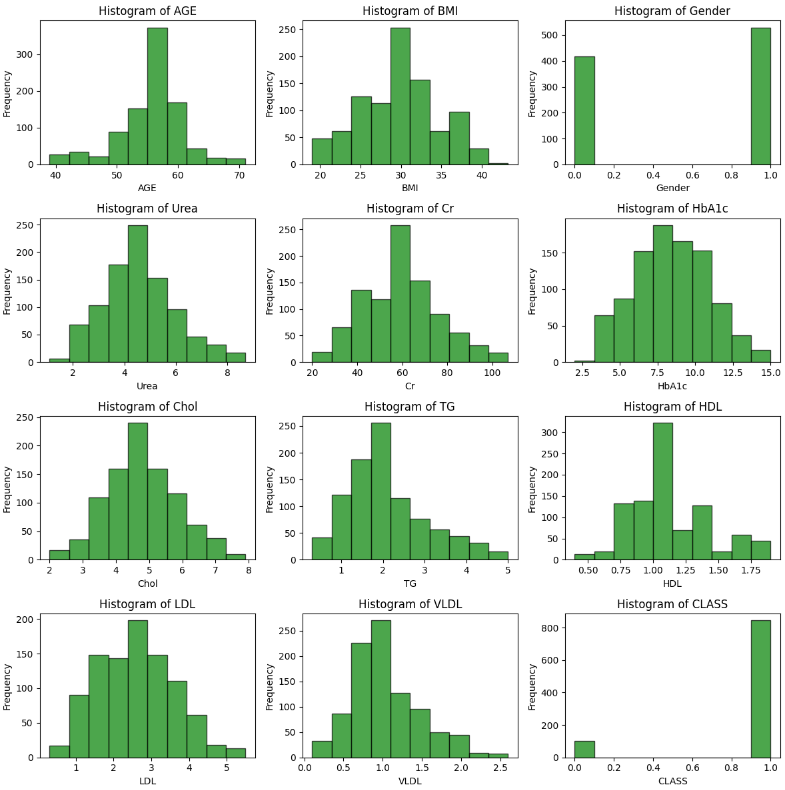 Histogram of AGE
Frequency
0
100
200
300
40 50 60 70
AGE
Histogram of BMI
Frequency
0
50
100
150
200
250
20 25 30 35 40
BMI
Histogram of Gender
Frequency
0
100
200
300
400
500
0.0 0.2 0.4 0.6 0.8 1.0
Gender
Histogram of Urea
Frequency
0
50
100
150
200
250
2 4 6 8
Urea
Histogram of Cr
Frequency
0
50
100
150
200
250
20 40 60 80 100
Cr
Histogram of HbA1c
Frequency
0
50
100
150
2.5 5.0 7.5 10.0 12.5 15.0
HbA1c
Histogram of Chol
Frequency
0
50
100
150
200
250
2 3 4 5 6 7 8
Chol
Histogram of TG
Frequency
0
50
100
150
200
250
1 2 3 4 5
TG
Histogram of HDL
Frequency
0
50
100
150
200
250
300
0.50 0.75 1.00 1.25 1.50 1.75
HDL
Histogram of LDL
Frequency
0
50
100
150
200
1 2 3 4 5
LDL
Histogram of VLDL
Frequency
0
50
100
150
200
250
0.0 0.5 1.0 1.5 2.0 2.5
VLDL
Histogram of CLASS
Frequency
0
200
400
600
800
0.0 0.2 0.4 0.6 0.8 1.0
CLASS